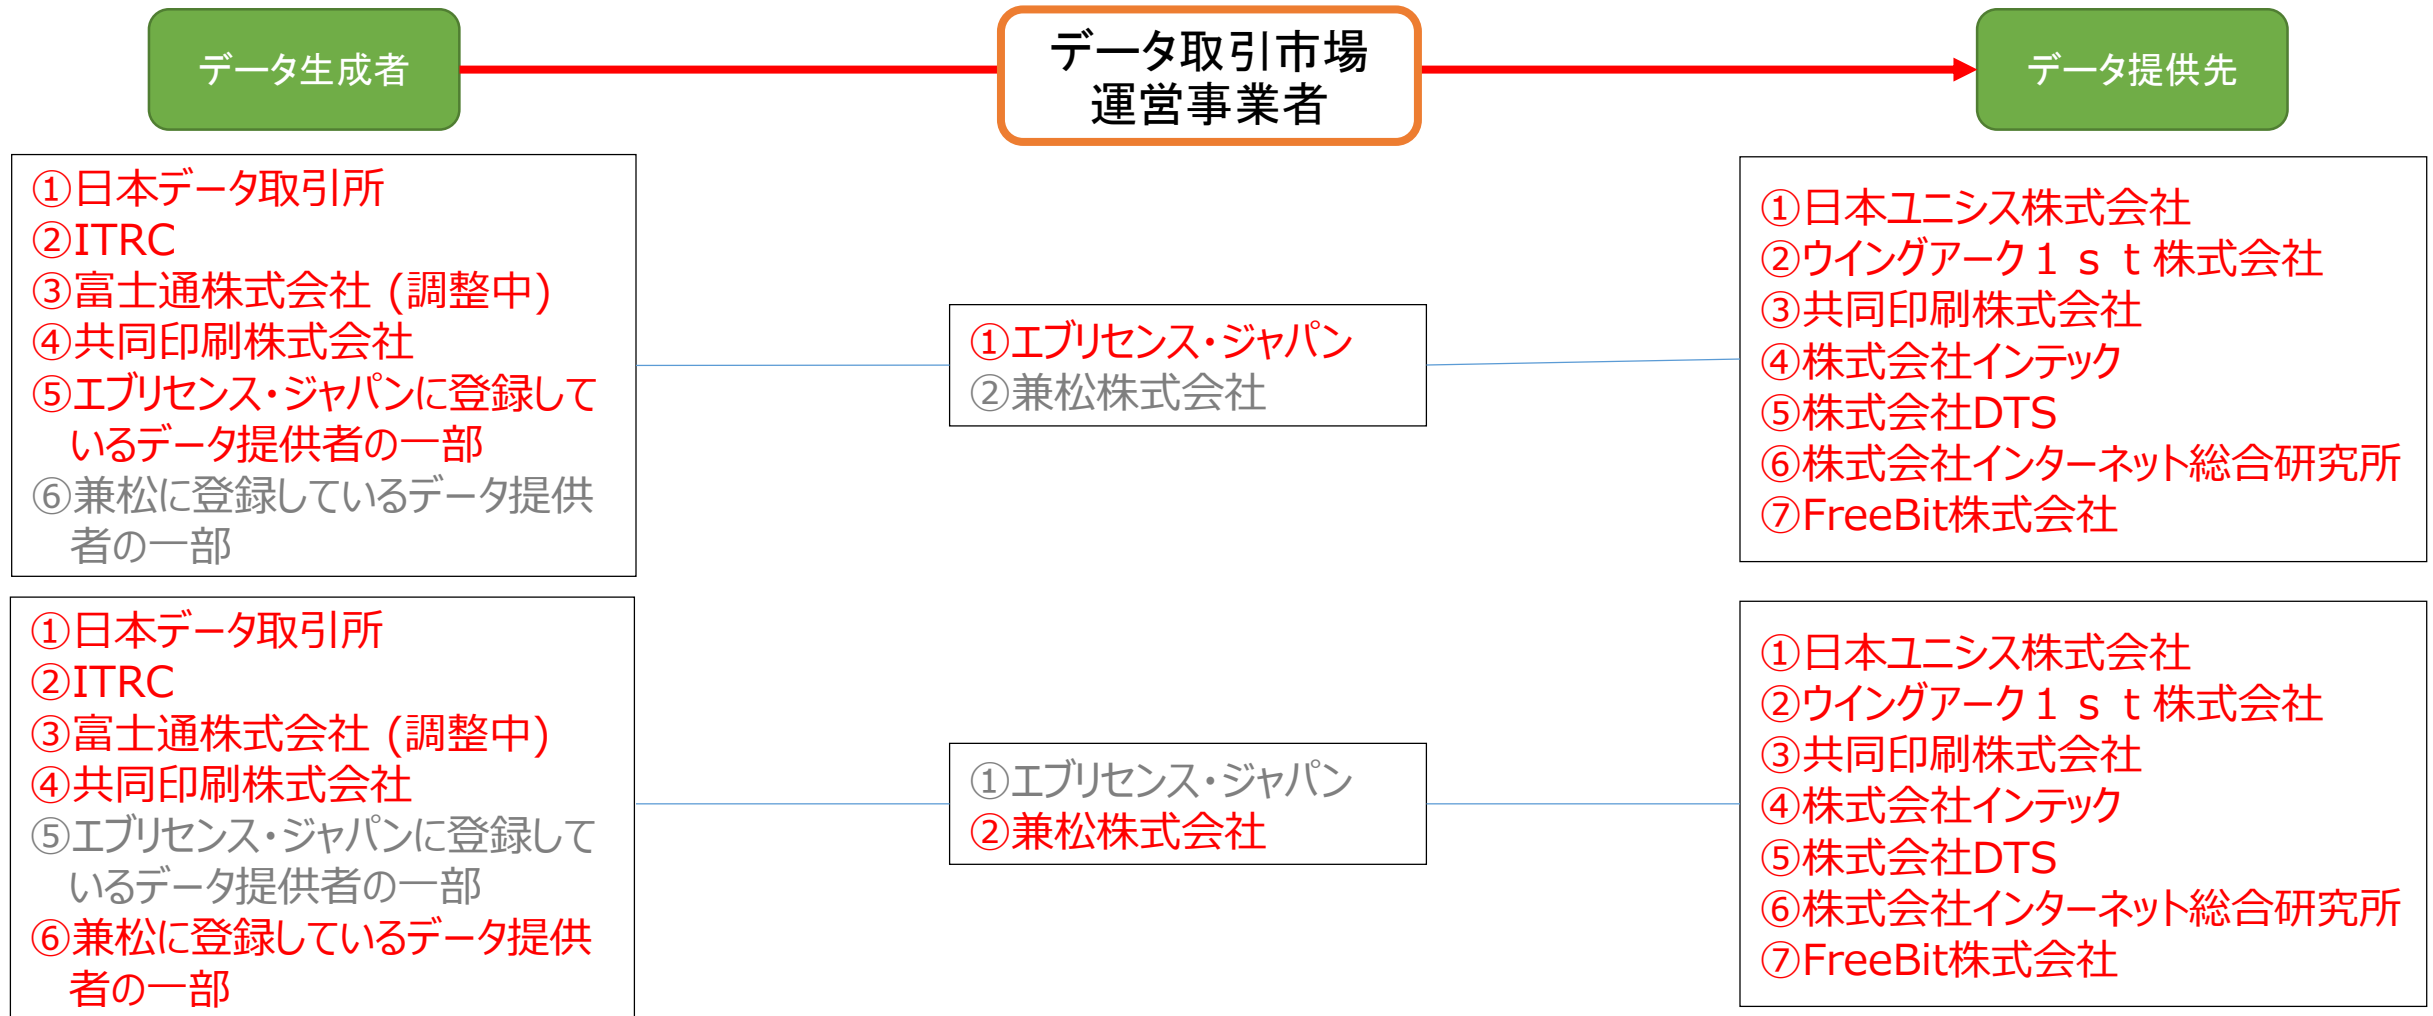 データ生成者
データ取引市場
運営事業者
データ提供先
①日本データ取引所
②ITRC
③富士通株式会社 (調整中)
④共同印刷株式会社
⑤エブリセンス・ジャパンに登録して
いるデータ提供者の一部
⑥兼松に登録しているデータ提供
者の一部
①エブリセンス・ジャパン
②兼松株式会社
①日本ユニシス株式会社
②ウイングアーク１ｓｔ株式会社
③共同印刷株式会社
④株式会社インテック
⑤株式会社DTS
⑥株式会社インターネット総合研究所
⑦FreeBit株式会社
①日本データ取引所
②ITRC
③富士通株式会社 (調整中)
④共同印刷株式会社
⑤エブリセンス・ジャパンに登録して
いるデータ提供者の一部
⑥兼松に登録しているデータ提供
者の一部
①エブリセンス・ジャパン
②兼松株式会社
①日本ユニシス株式会社
②ウイングアーク１ｓｔ株式会社
③共同印刷株式会社
④株式会社インテック
⑤株式会社DTS
⑥株式会社インターネット総合研究所
⑦FreeBit株式会社